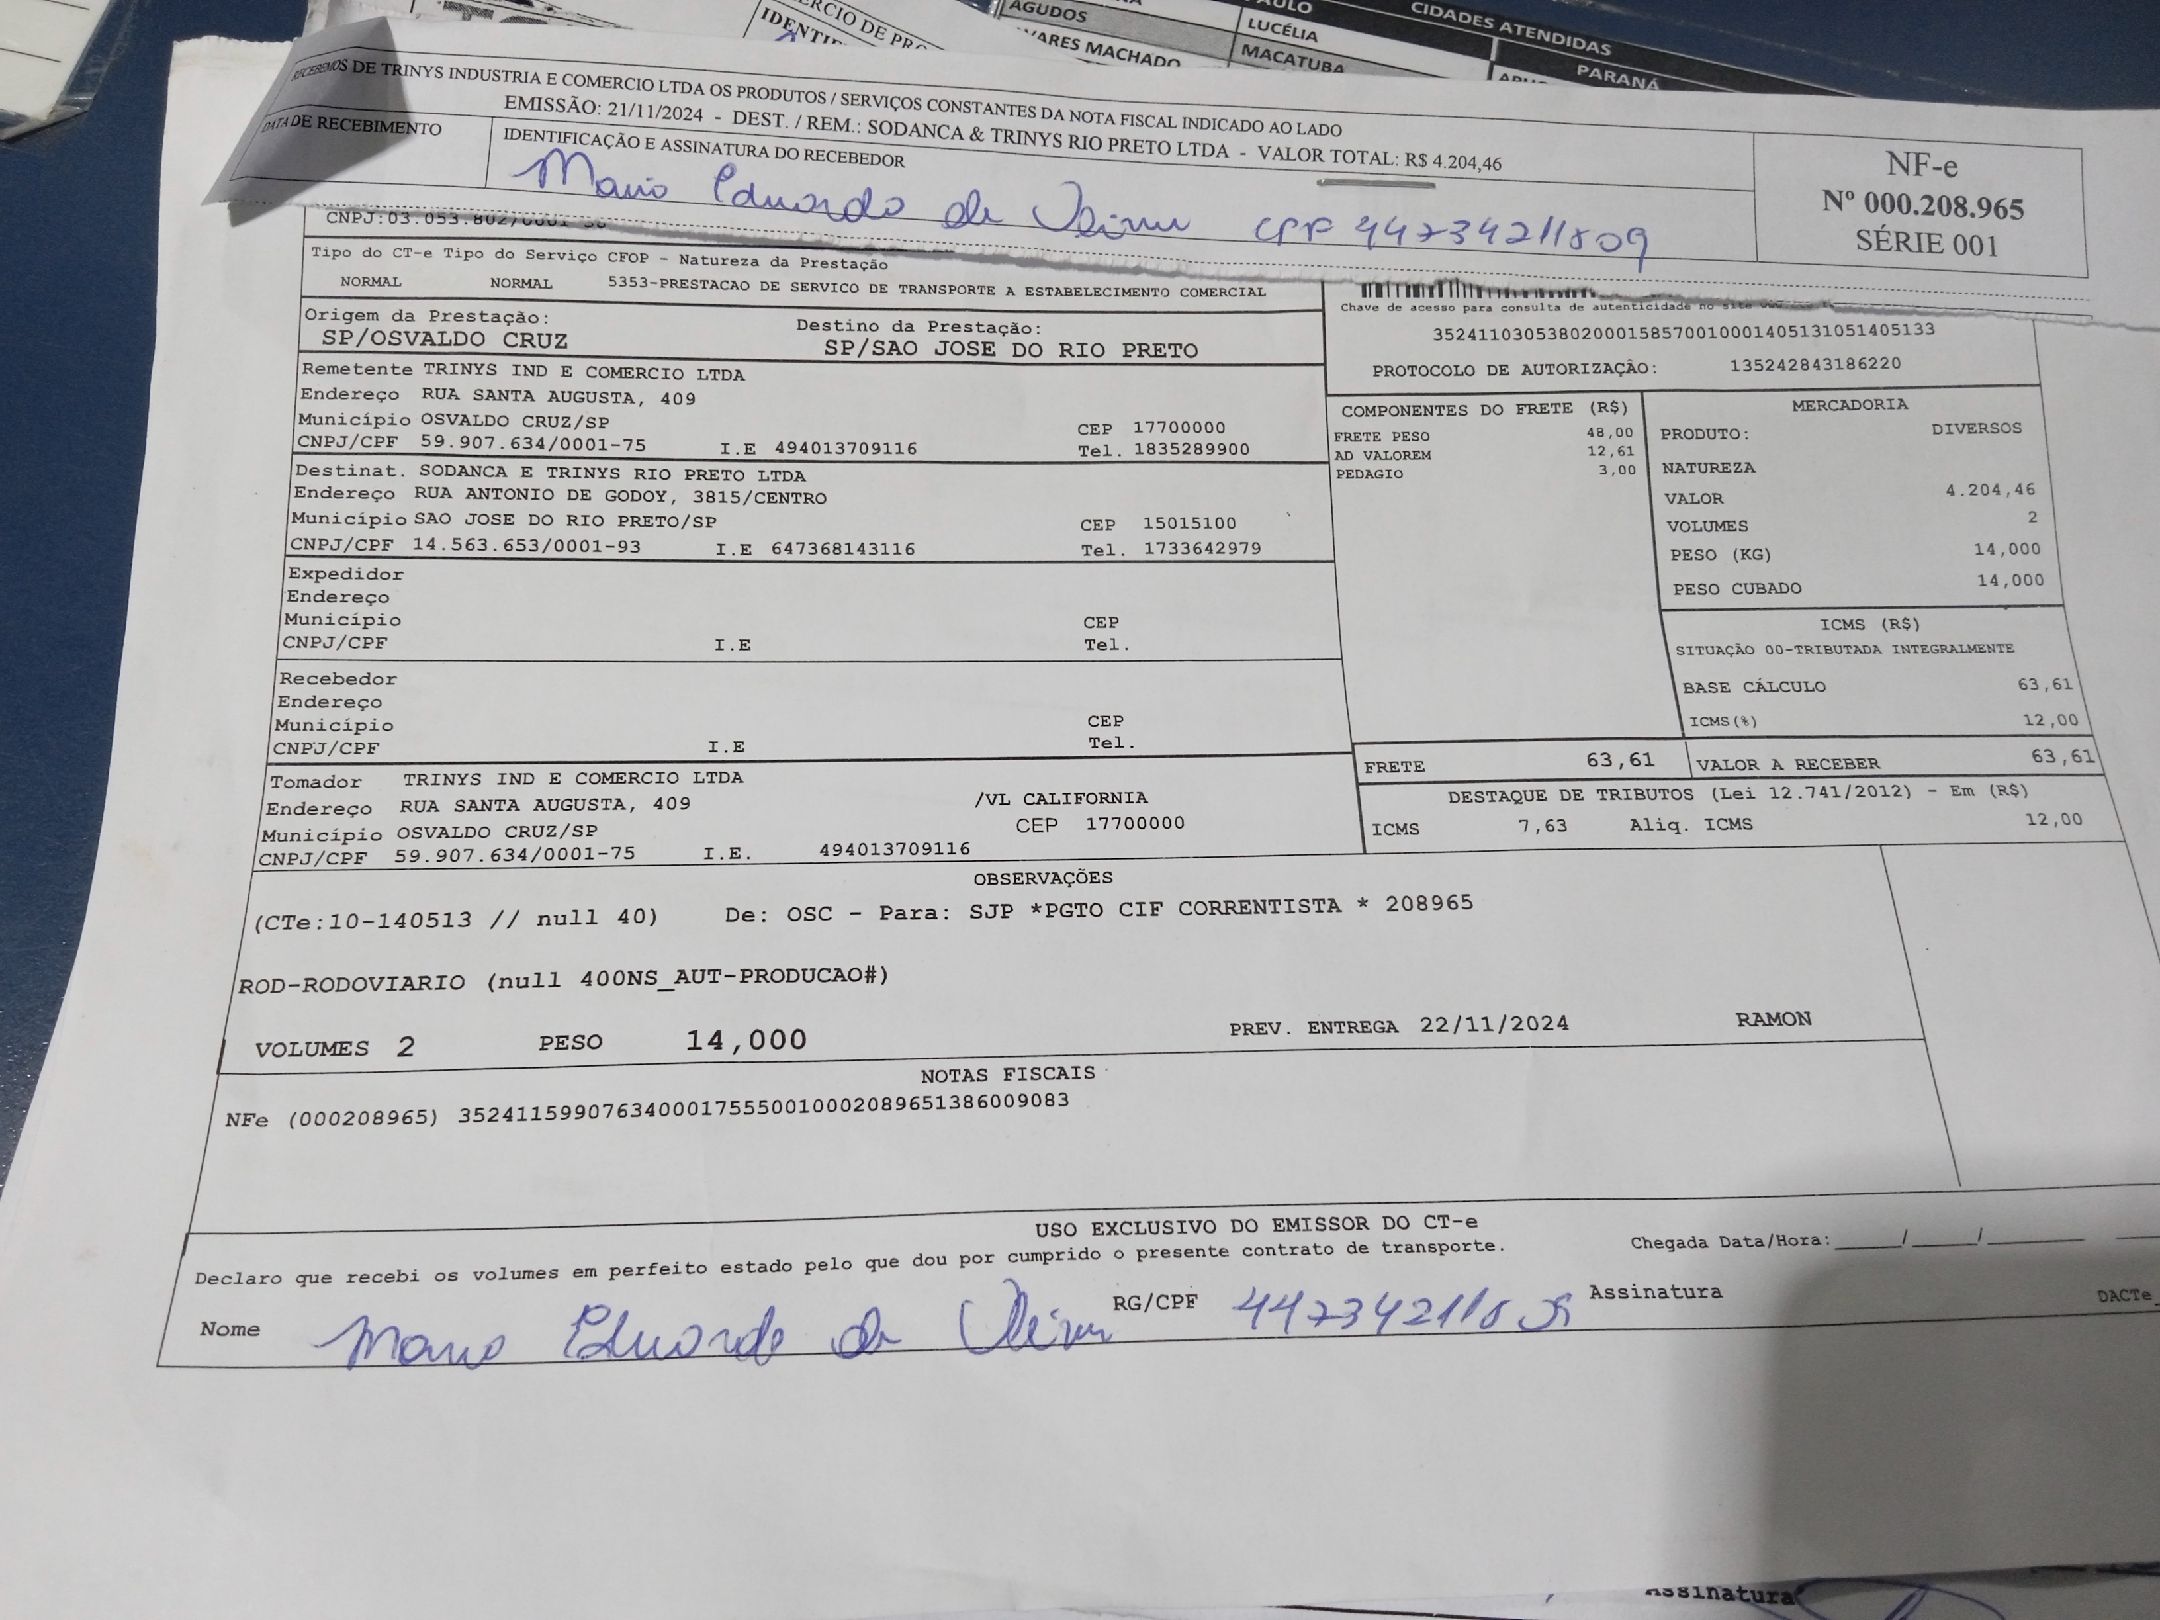 AGUDOS
LUCÉLIA
CIDADES ATENDIDAS
VARES MACHADO
MACATUBA
PARANÁ
RECEBEMOS DE TRINYS INDUSTRIA E COMERCIO LTDA OS PRODUTOS / SERVIÇOS CONSTANTES DA NOTA FISCAL INDICADO AO LADO
EMISSÃO: 21/11/2024 - DEST. / REM.: SODANCA & TRINYS RIO PRETO LTDA - VALOR TOTAL: R$ 4.204,46
DATA DE RECEBIMENTO
IDENTIFICAÇÃO E ASSINATURA DO RECEBEDOR
Eduardo de CPF 44734211809
NF-e
Nº 000.208.965
SÉRIE 001
Tipo do CT-e Tipo do Serviço CFOP - Natureza da Prestação
NORMAL NORMAL 5353-PRESTACAO DE SERVICO DE TRANSPORTE A ESTABELECIMENTO COMERCIAL
Chave de acesso para consulta de autenticidade no site
35241103053802000158570010001405131051405133
PROTOCOLO DE AUTORIZAÇÃO: 135242843186220
Origem da Prestação: Destino da Prestação:
SP/OSVALDO CRUZ SP/SAO JOSE DO RIO PRETO
Remetente TRINYS IND E COMERCIO LTDA
Endereço RUA SANTA AUGUSTA, 409
Município OSVALDO CRUZ/SP CEP 17700000
CNPJ/CPF 59.907.634/0001-75 I.E 494013709116 Tel. 1835289900
Destinat. SODANCA E TRINYS RIO PRETO LTDA
Endereço RUA ANTONIO DE GODOY, 3815/CENTRO
Município SAO JOSE DO RIO PRETO/SP CEP 15015100
CNPJ/CPF 14.563.653/0001-93 I.E 647368143116 Tel. 1733642979
Expedidor
Endereço
Município CEP
CNPJ/CPF I.E Tel.
Recebedor
Endereço
Município CEP
CNPJ/CPF I.E Tel.
Tomador TRINYS IND E COMERCIO LTDA
Endereço RUA SANTA AUGUSTA, 409 /VL CALIFORNIA
Município OSVALDO CRUZ/SP CEP 17700000
CNPJ/CPF 59.907.634/0001-75 I.E. 494013709116
COMPONENTES DO FRETE (R$)
FRETE PESO 48,00
AD VALOREM 12,61
PEDAGIO 3,00
MERCADORIA
PRODUTO: DIVERSOS
NATUREZA
VALOR 4.204,46
VOLUMES 2
PESO (KG) 14,000
PESO CUBADO 14,000
ICMS (R$)
SITUAÇÃO 00-TRIBUTADA INTEGRALMENTE
BASE CÁLCULO 63,61
ICMS(%) 12,00
FRETE 63,61 VALOR A RECEBER 63,61
DESTAQUE DE TRIBUTOS (Lei 12.741/2012) - Em (R$)
ICMS 7,63 Aliq. ICMS 12,00
OBSERVAÇÕES
(CTe:10-140513 // null 40) De: OSC - Para: SJP *PGTO CIF CORRENTISTA * 208965
ROD-RODOVIARIO (null 400NS_AUT-PRODUCAO#)
VOLUMES 2 PESO 14,000 PREV. ENTREGA 22/11/2024 RAMON
NOTAS FISCAIS
NFe (000208965) 35241159907634000175550010002089651386009083
USO EXCLUSIVO DO EMISSOR DO CT-e
Declaro que recebi os volumes em perfeito estado pelo que dou por cumprido o presente contrato de transporte.
Chegada Data/Hora: / /
Nome Eduardo de RG/CPF 44734211809 Assinatura
DACTe
Assinatura